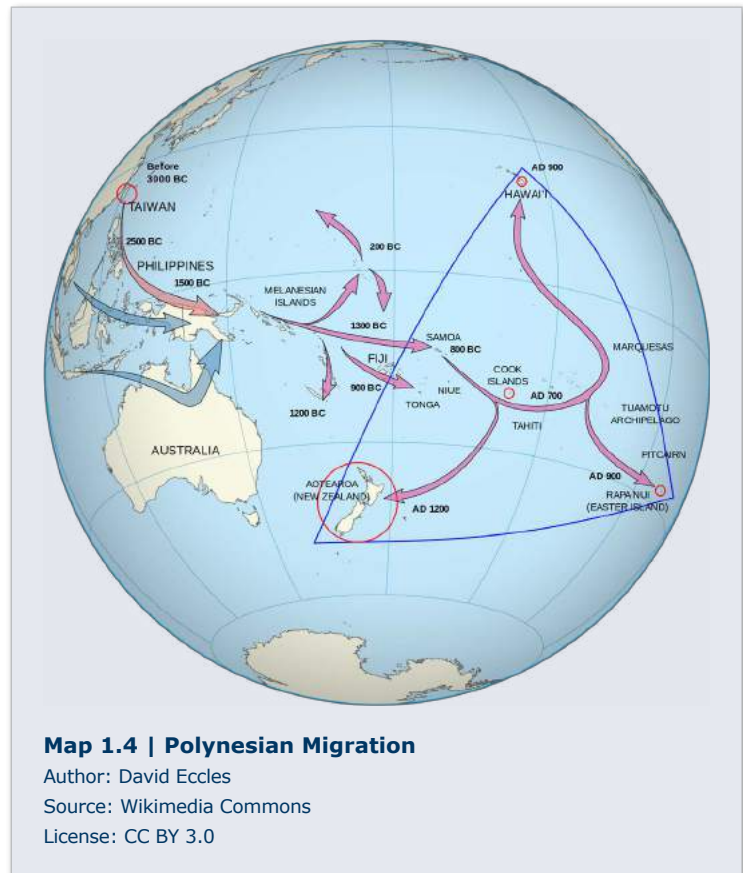 Before
3000 BC
TAIWAN
2500 BC
PHILIPPINES
1500 BC
MELANESIAN
ISLANDS
200 BC
1300 BC
FIJI
900 BC
1200 BC
SAMOA
800 BC
NIUE
TONGA
COOK
ISLANDS
AD 700
TAHITI
AD 900
HAWAI'I
MARQUESAS
TUAMOTU
ARCHIPELAGO
PITCAIRN
AD 900
RAPA NUI
(EASTER ISLAND)
AUSTRALIA
AOTEAROA
(NEW ZEALAND)
AD 1200
Map 1.4 | Polynesian Migration
Author: David Eccles
Source: Wikimedia Commons
License: CC BY 3.0